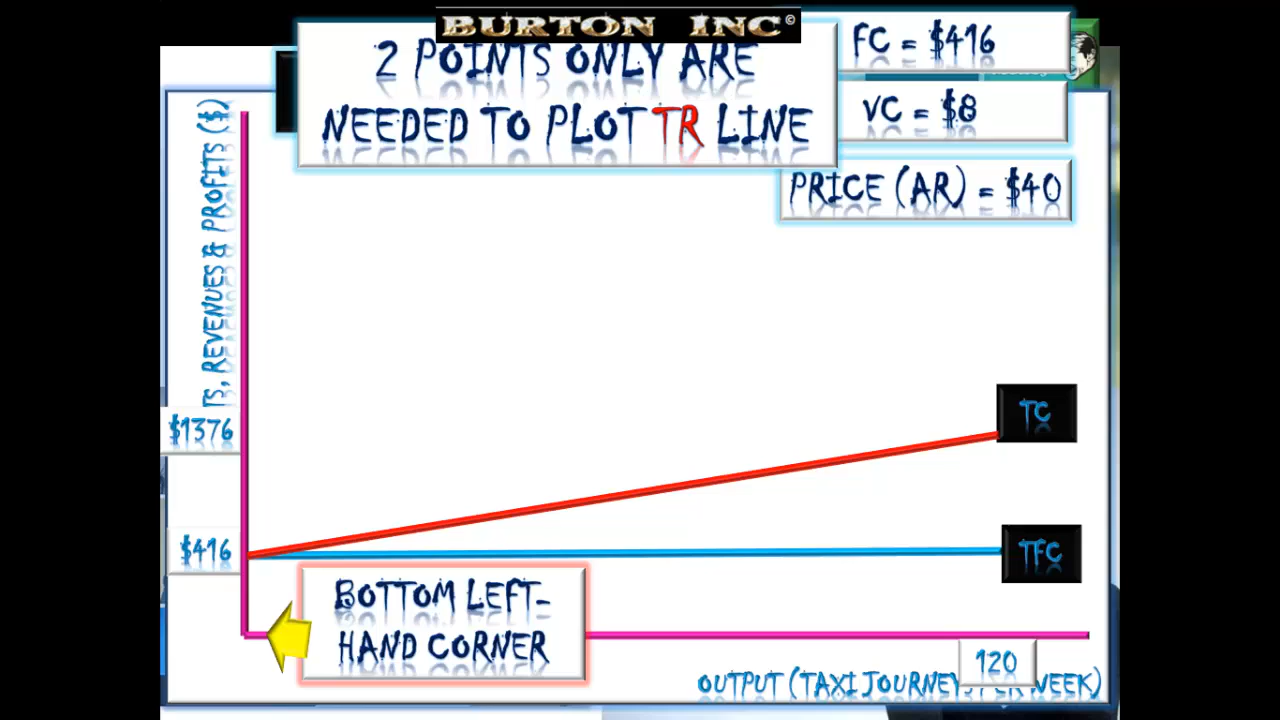 BURTON INC©
2 POINTS ONLY ARE
NEEDED TO PLOT TR LINE
FC = $416
VC = $8
PRICE (AR) = $40
TS, REVENUES & PROFITS ($)
$1376
$416
TC
TFC
BOTTOM LEFT-
HAND CORNER
120
OUTPUT (TAXI JOURNEYS WEEK)